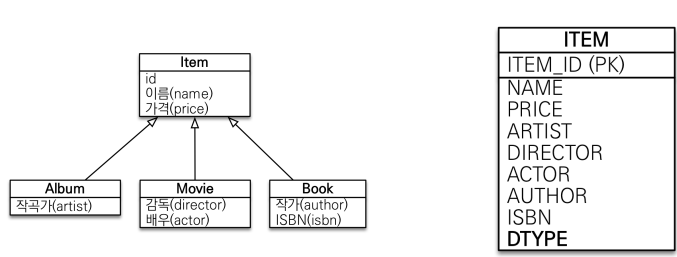 Item
id
이름(name)
가격(price)
Album
작곡가(artist)
Movie
감독(director)
배우(actor)
Book
작가(author)
ISBN(isbn)
ITEM
ITEM_ID (PK)
NAME
PRICE
ARTIST
DIRECTOR
ACTOR
AUTHOR
ISBN
DTYPE